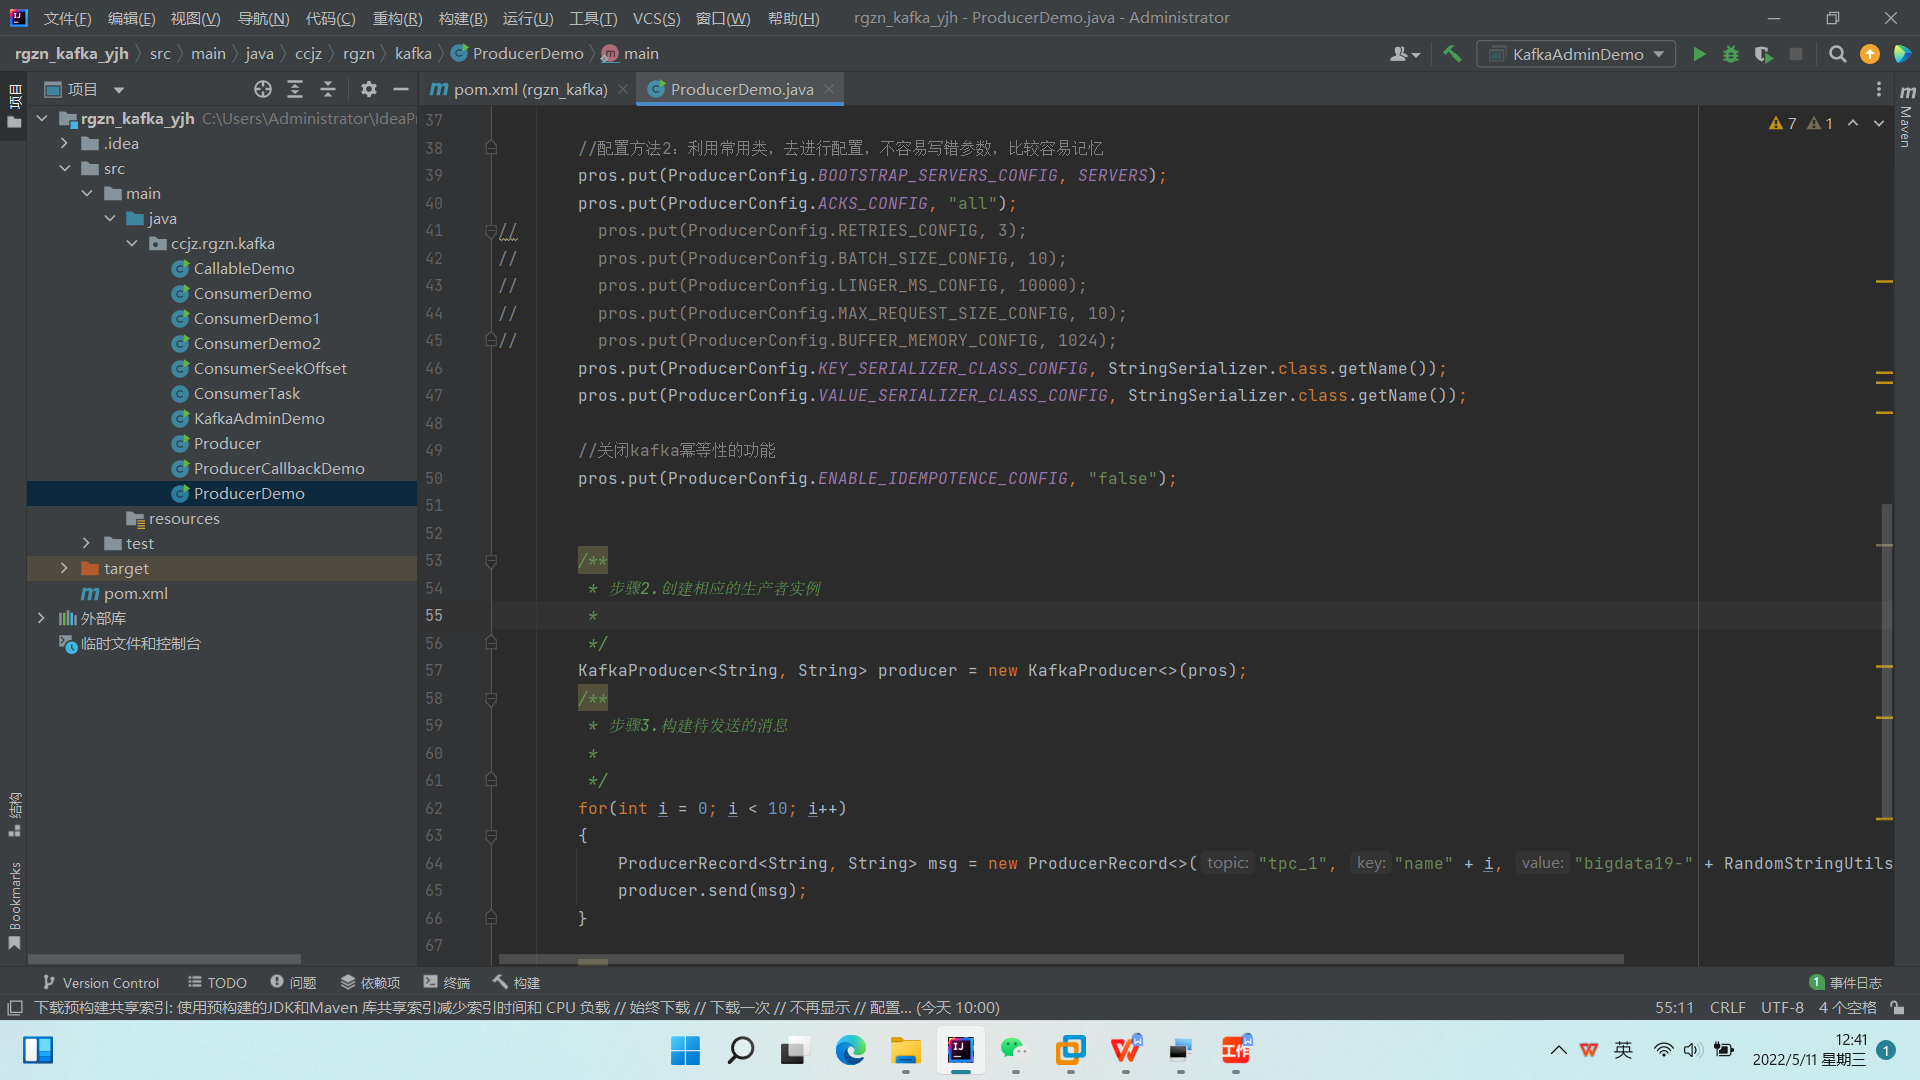 文件(F) 编辑(E) 视图(V) 导航(N) 代码(C) 重构(R) 构建(B) 运行(U) 工具(T) VCS(S) 窗口(W) 帮助(H) rgzn_kafka_yjh - ProducerDemo.java - Administrator
rgzn_kafka_yjh src main java ccjz rgzn kafka ProducerDemo main KafkaAdminDemo
项目
pom.xml (rgzn_kafka) ProducerDemo.java
项目
rgzn_kafka_yjh C:\Users\Administrator\IdeaPr
.idea
src
main
java
ccjz.rgzn.kafka
CallableDemo
ConsumerDemo
ConsumerDemo1
ConsumerDemo2
ConsumerSeekOffset
ConsumerTask
KafkaAdminDemo
Producer
ProducerCallbackDemo
ProducerDemo
resources
test
target
pom.xml
外部库
临时文件和控制台
结构
Bookmarks
Maven
7 1
37
38 //配置方法2：利用常用类，去进行配置，不容易写错参数，比较容易记忆
39 pros.put(ProducerConfig.BOOTSTRAP_SERVERS_CONFIG, SERVERS);
40 pros.put(ProducerConfig.ACKS_CONFIG, "all");
41 // pros.put(ProducerConfig.RETRIES_CONFIG, 3);
42 // pros.put(ProducerConfig.BATCH_SIZE_CONFIG, 10);
43 // pros.put(ProducerConfig.LINGER_MS_CONFIG, 10000);
44 // pros.put(ProducerConfig.MAX_REQUEST_SIZE_CONFIG, 10);
45 // pros.put(ProducerConfig.BUFFER_MEMORY_CONFIG, 1024);
46 pros.put(ProducerConfig.KEY_SERIALIZER_CLASS_CONFIG, StringSerializer.class.getName());
47 pros.put(ProducerConfig.VALUE_SERIALIZER_CLASS_CONFIG, StringSerializer.class.getName());
48
49 //关闭kafka幂等性的功能
50 pros.put(ProducerConfig.ENABLE_IDEMPOTENCE_CONFIG, "false");
51
52
53 /**
54 * 步骤2.创建相应的生产者实例
55 *
56 */
57 KafkaProducer<String, String> producer = new KafkaProducer<>(pros);
58 /**
59 * 步骤3.构建待发送的消息
60 *
61 */
62 for(int i = 0; i < 10; i++)
63 {
64 ProducerRecord<String, String> msg = new ProducerRecord<>( topic: "tpc_1", key: "name" + i, value: "bigdata19-" + RandomStringUtils
65 producer.send(msg);
66 }
67
Version Control TODO 问题 依赖项 终端 构建 1 事件日志
下载预构建共享索引: 使用预构建的JDK和Maven 库共享索引减少索引时间和 CPU 负载 // 始终下载 // 下载一次 // 不再显示 // 配置... (今天 10:00) 55:11 CRLF UTF-8 4 个空格
工作 英 12:41
2022/5/11 星期三 1